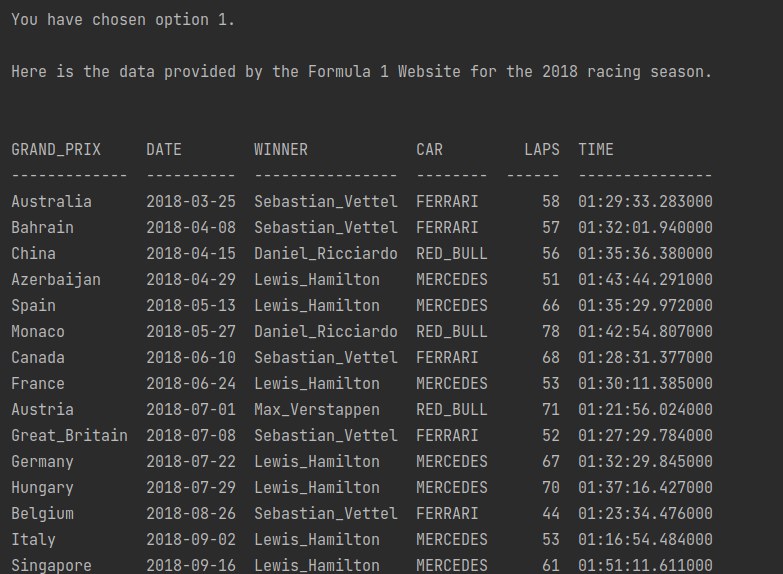 You have chosen option 1.
Here is the data provided by the Formula 1 Website for the 2018 racing season.
GRAND_PRIX     DATE        WINNER            CAR         LAPS  TIME
-------------  ----------  ----------------  --------  ------  ---------------
Australia      2018-03-25  Sebastian_Vettel  FERRARI       58  01:29:33.283000
Bahrain        2018-04-08  Sebastian_Vettel  FERRARI       57  01:32:01.940000
China          2018-04-15  Daniel_Ricciardo  RED_BULL      56  01:35:36.380000
Azerbaijan     2018-04-29  Lewis_Hamilton    MERCEDES      51  01:43:44.291000
Spain          2018-05-13  Lewis_Hamilton    MERCEDES      66  01:35:29.972000
Monaco         2018-05-27  Daniel_Ricciardo  RED_BULL      78  01:42:54.807000
Canada         2018-06-10  Sebastian_Vettel  FERRARI       68  01:28:31.377000
France         2018-06-24  Lewis_Hamilton    MERCEDES      53  01:30:11.385000
Austria        2018-07-01  Max_Verstappen    RED_BULL      71  01:21:56.024000
Great_Britain  2018-07-08  Sebastian_Vettel  FERRARI       52  01:27:29.784000
Germany        2018-07-22  Lewis_Hamilton    MERCEDES      67  01:32:29.845000
Hungary        2018-07-29  Lewis_Hamilton    MERCEDES      70  01:37:16.427000
Belgium        2018-08-26  Sebastian_Vettel  FERRARI       44  01:23:34.476000
Italy          2018-09-02  Lewis_Hamilton    MERCEDES      53  01:16:54.484000
Singapore      2018-09-16  Lewis_Hamilton    MERCEDES      61  01:51:11.611000